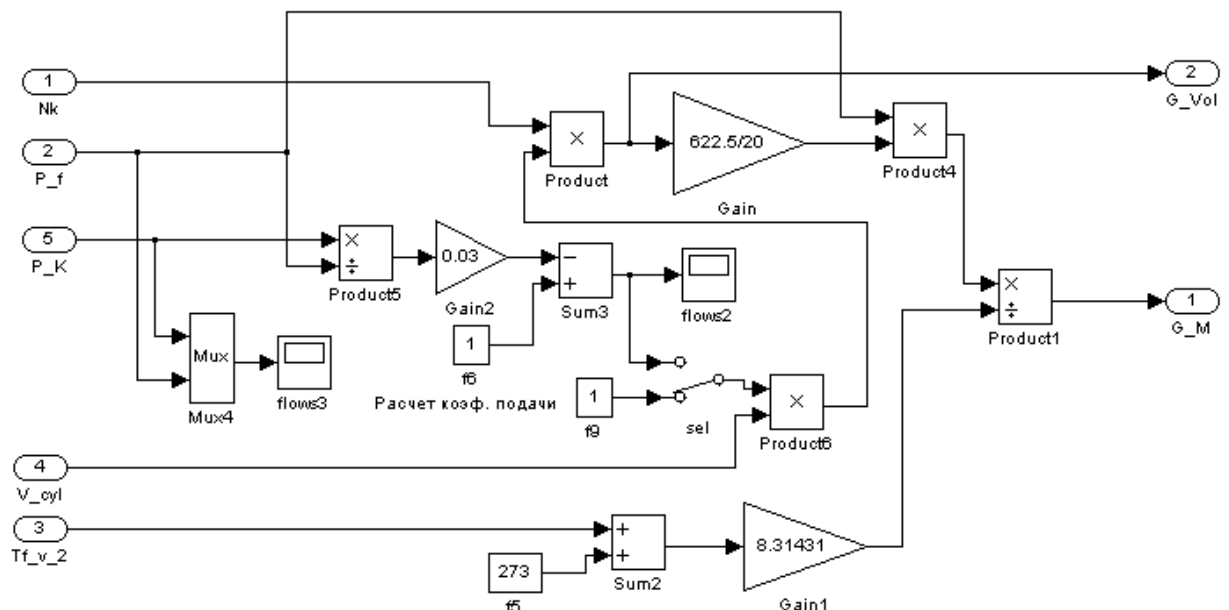 1
Nk
2
P_f
5
P_K
4
V_cyl
3
Tf_v_2
×
Product
622.5/20
Gain
×
Product4
2
G_Vol
×
÷
Product5
0.03
Gain2
−
+
Sum3
flows2
1
f6
Mux
Mux4
flows3
Расчет коэф. подачи
1
f9
sel
×
Product6
×
÷
Product1
1
G_M
273
f5
+
+
Sum2
8.31431
Gain1